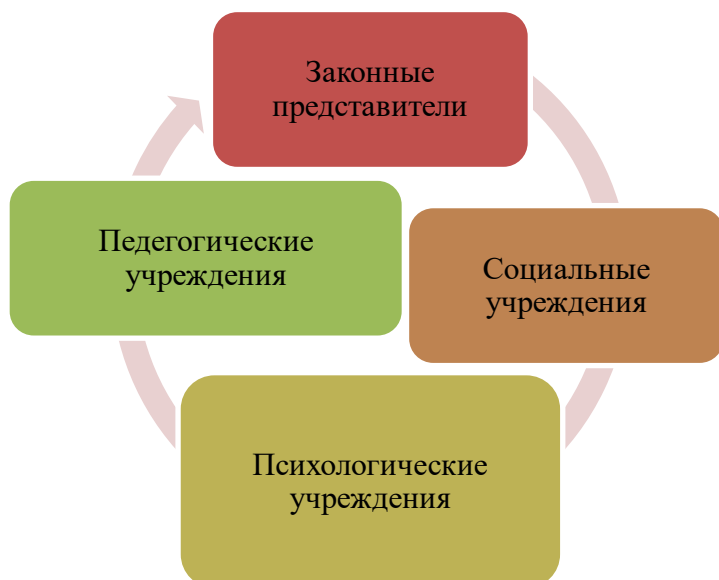 Законные
представители
Социальные
учреждения
Психологические
учреждения
Педегогические
учреждения